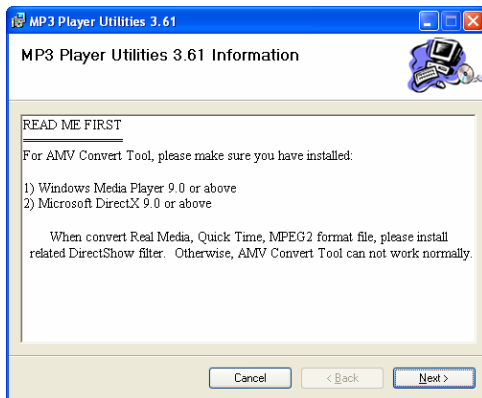 MP3 Player Utilities 3.61
MP3 Player Utilities 3.61 Information
READ ME FIRST
For AMV Convert Tool, please make sure you have installed:
1) Windows Media Player 9.0 or above
2) Microsoft DirectX 9.0 or above
When convert Real Media, Quick Time, MPEG2 format file, please install
related DirectShow filter.  Otherwise, AMV Convert Tool can not work normally.
Cancel
< Back
Next >